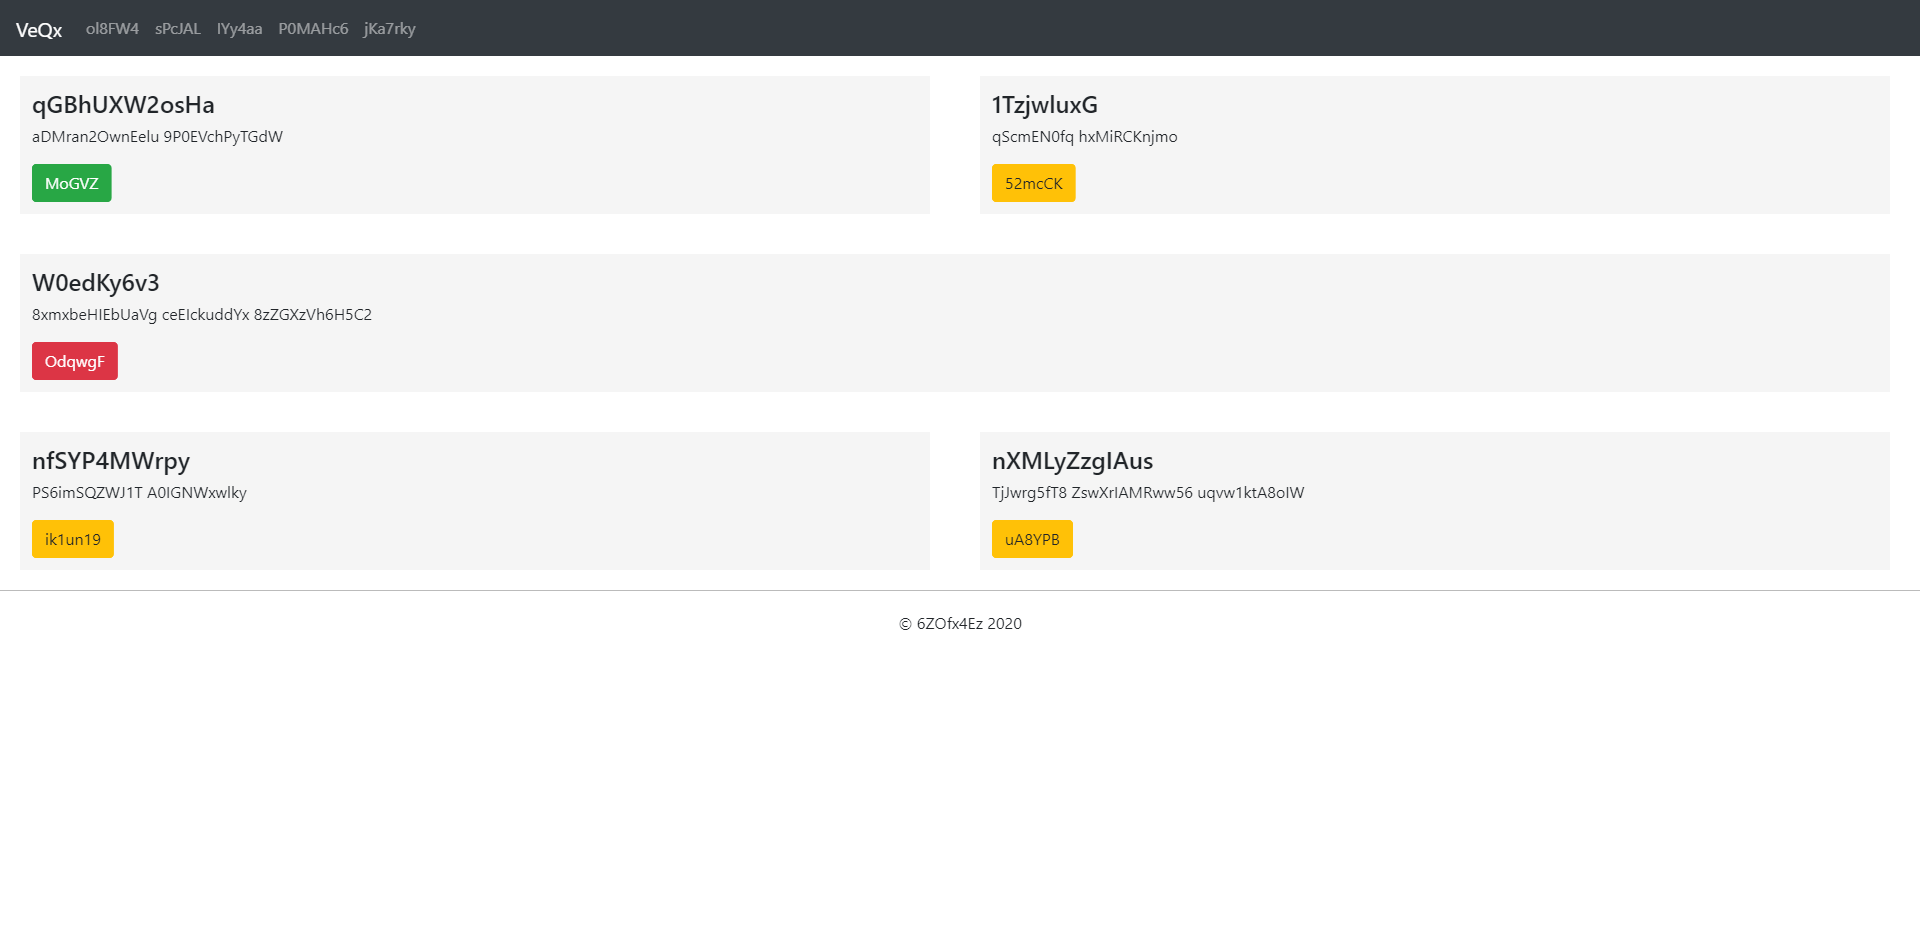 VeQx ol8FW4 sPcJAL lYy4aa P0MAHc6 jKa7rky
qGBhUXW2osHa
aDMran2OwnEelu 9P0EVchPyTGdW
MoGVZ
1TzjwluxG
qScmEN0fq hxMiRCKnjmo
52mcCK
W0edKy6v3
8xmxbeHIEbUaVg ceEIckuddYx 8zZGXzVh6H5C2
OdqwgF
nfSYP4MWrpy
PS6imSQZWJ1T A0IGNWxwlky
ik1un19
nXMLyZzgIAus
TjJwrg5fT8 ZswXrIAMRww56 uqvw1ktA8oIW
uA8YPB
© 6ZOfx4Ez 2020